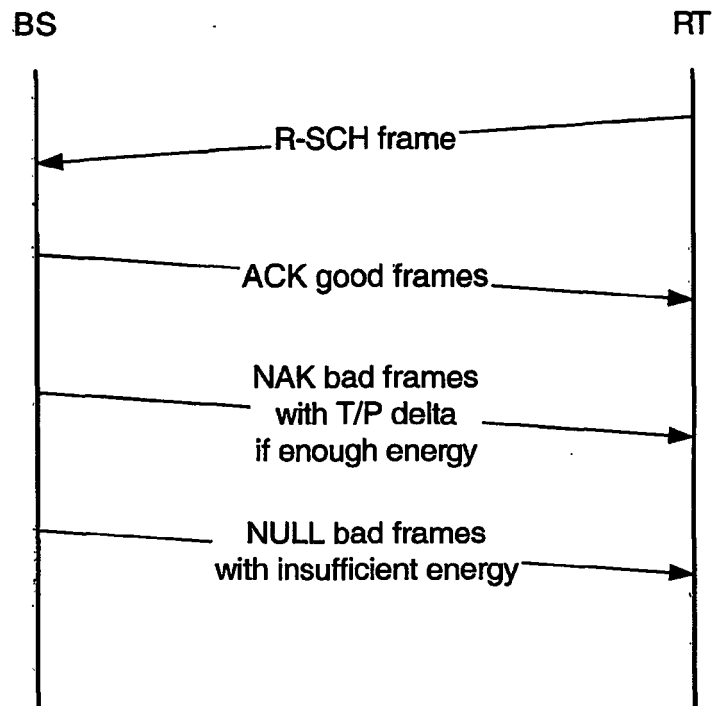 BS
RT
R-SCH frame
ACK good frames
NAK bad frames
with T/P delta
if enough energy
NULL bad frames
with insufficient energy